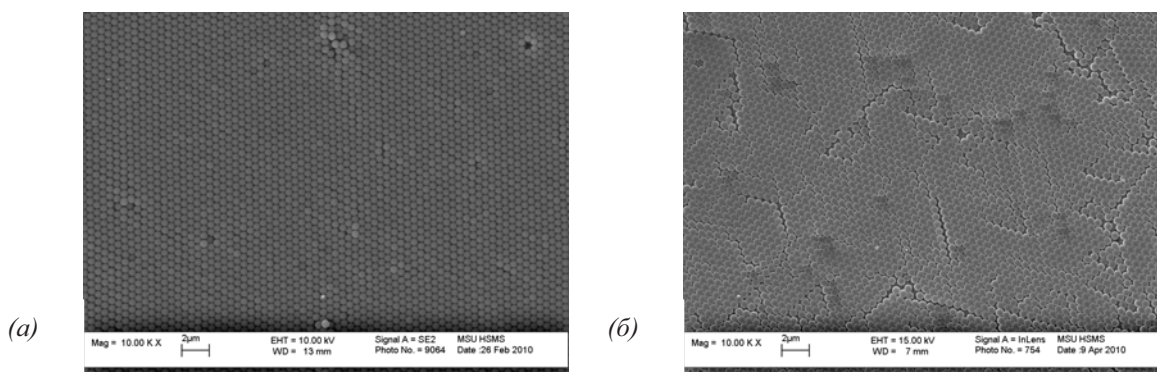 (а)
Mag = 10.00 K X
2µm
EHT = 10.00 kV
WD = 13 mm
Signal A = SE2
Photo No. = 9064
MSU HSMS
Date :26 Feb 2010
(б)
Mag = 10.00 K X
2µm
EHT = 15.00 kV
WD = 7 mm
Signal A = InLens
Photo No. = 754
MSU HSMS
Date :9 Apr 2010